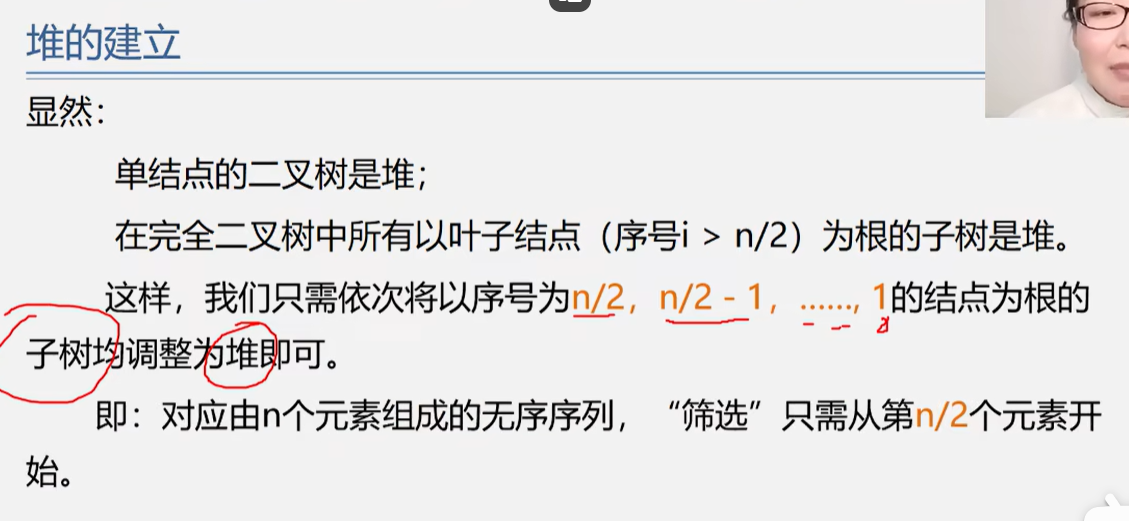 堆的建立
显然：
单结点的二叉树是堆；
在完全二叉树中所有以叶子结点（序号i > n/2）为根的子树是堆。
这样，我们只需依次将以序号为n/2，n/2 - 1，……, 1的结点为根的
子树均调整为堆即可。
即：对应由n个元素组成的无序序列，“筛选”只需从第n/2个元素开
始。